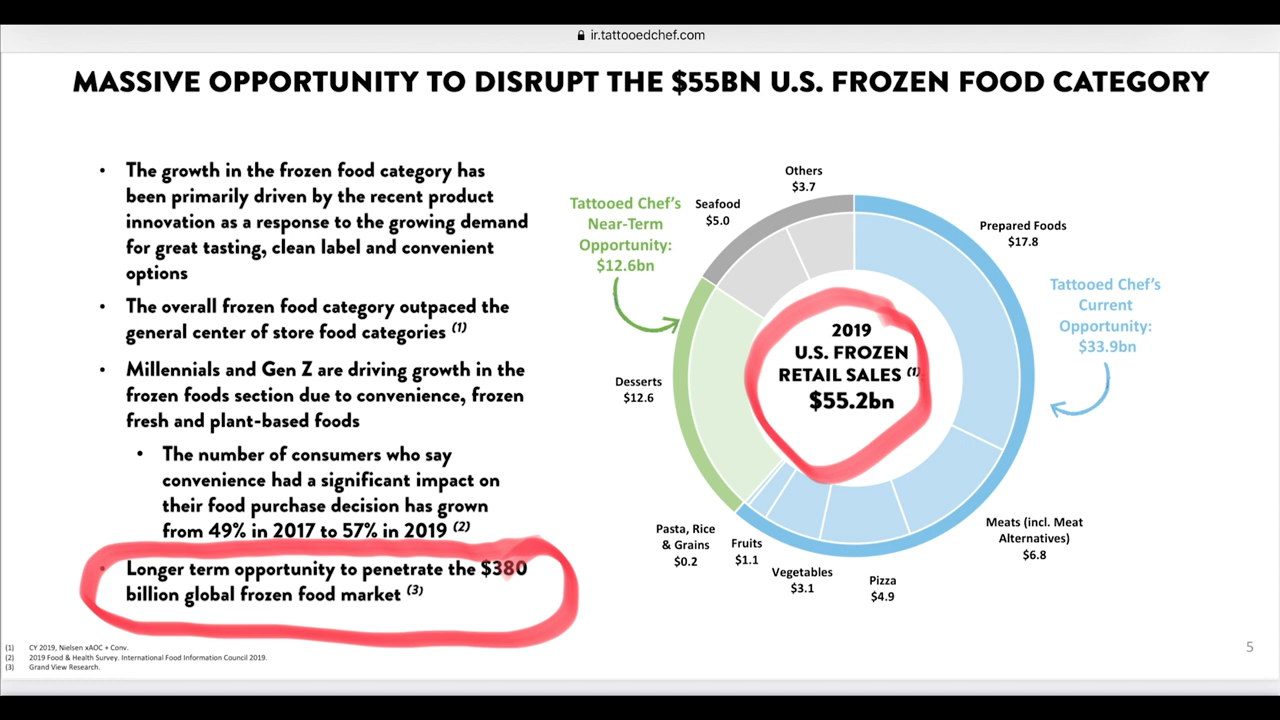 ir.tattooedchef.com
MASSIVE OPPORTUNITY TO DISRUPT THE $55BN U.S. FROZEN FOOD CATEGORY
• The growth in the frozen food category has
been primarily driven by the recent product
innovation as a response to the growing demand
for great tasting, clean label and convenient
options
• The overall frozen food category outpaced the
general center of store food categories (1)
• Millennials and Gen Z are driving growth in the
frozen foods section due to convenience, frozen
fresh and plant-based foods
• The number of consumers who say
convenience had a significant impact on
their food purchase decision has grown
from 49% in 2017 to 57% in 2019 (2)
• Longer term opportunity to penetrate the $380
billion global frozen food market (3)
Tattooed Chef's
Near-Term
Opportunity:
$12.6bn
Seafood
$5.0
Others
$3.7
Prepared Foods
$17.8
Tattooed Chef's
Current
Opportunity:
$33.9bn
2019
U.S. FROZEN
RETAIL SALES (1)
$55.2bn
Desserts
$12.6
Pasta, Rice
& Grains
$0.2
Fruits
$1.1
Vegetables
$3.1
Pizza
$4.9
Meats (incl. Meat
Alternatives)
$6.8
(1) CY 2019, Nielsen xAOC + Conv.
(2) 2019 Food & Health Survey. International Food Information Council 2019.
(3) Grand View Research.
5